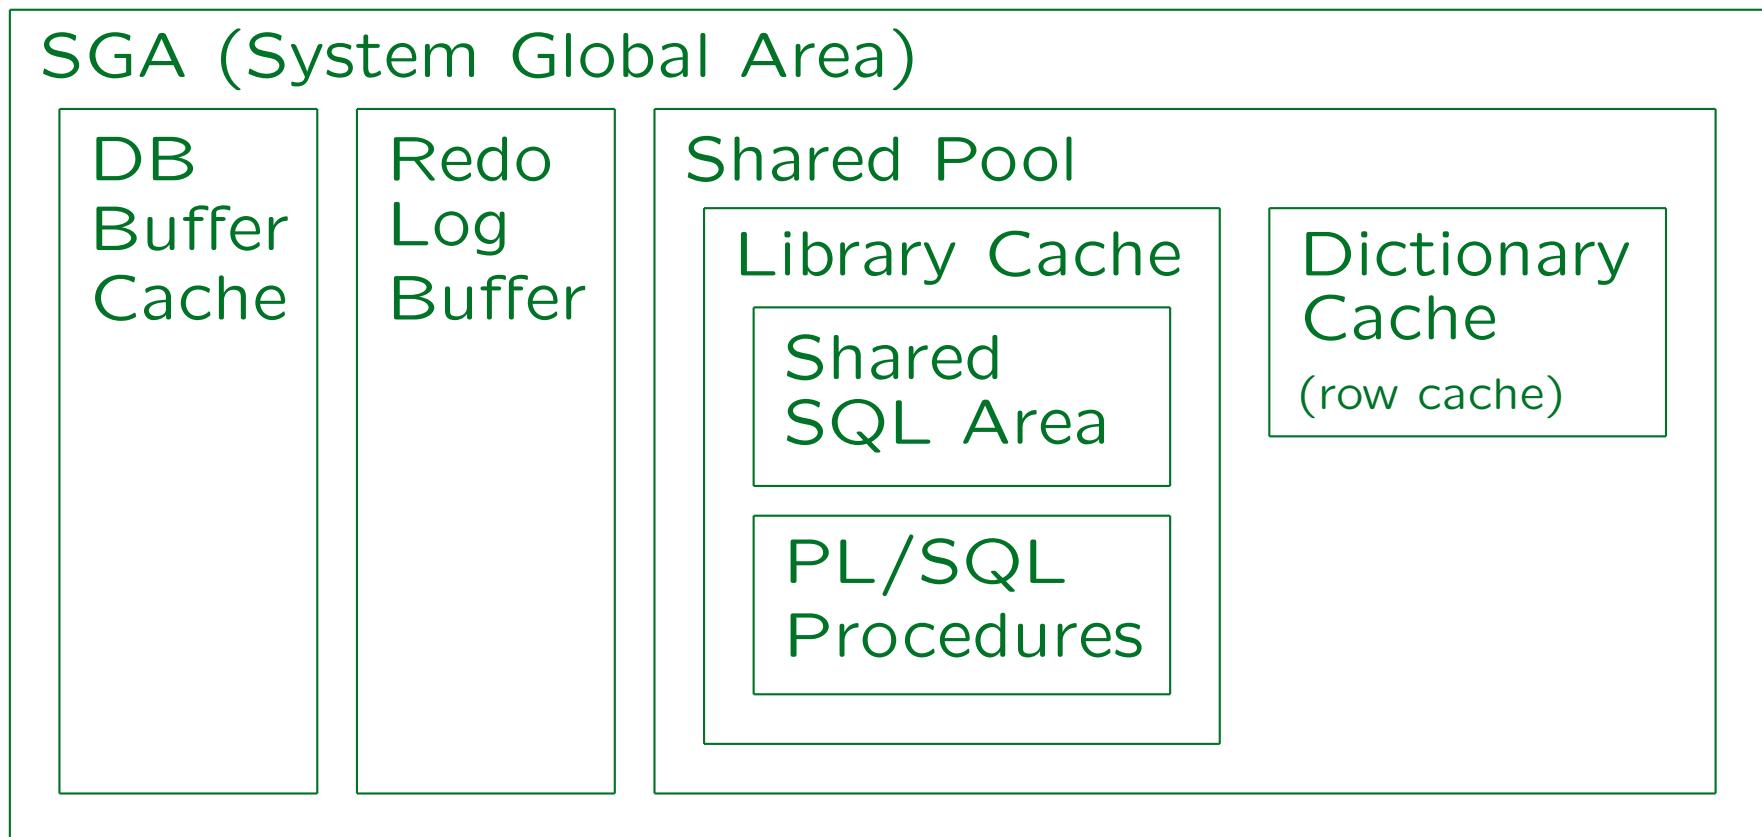 SGA (System Global Area)
DB
Buffer
Cache
Redo
Log
Buffer
Shared Pool
Library Cache
Shared
SQL Area
PL/SQL
Procedures
Dictionary
Cache
(row cache)